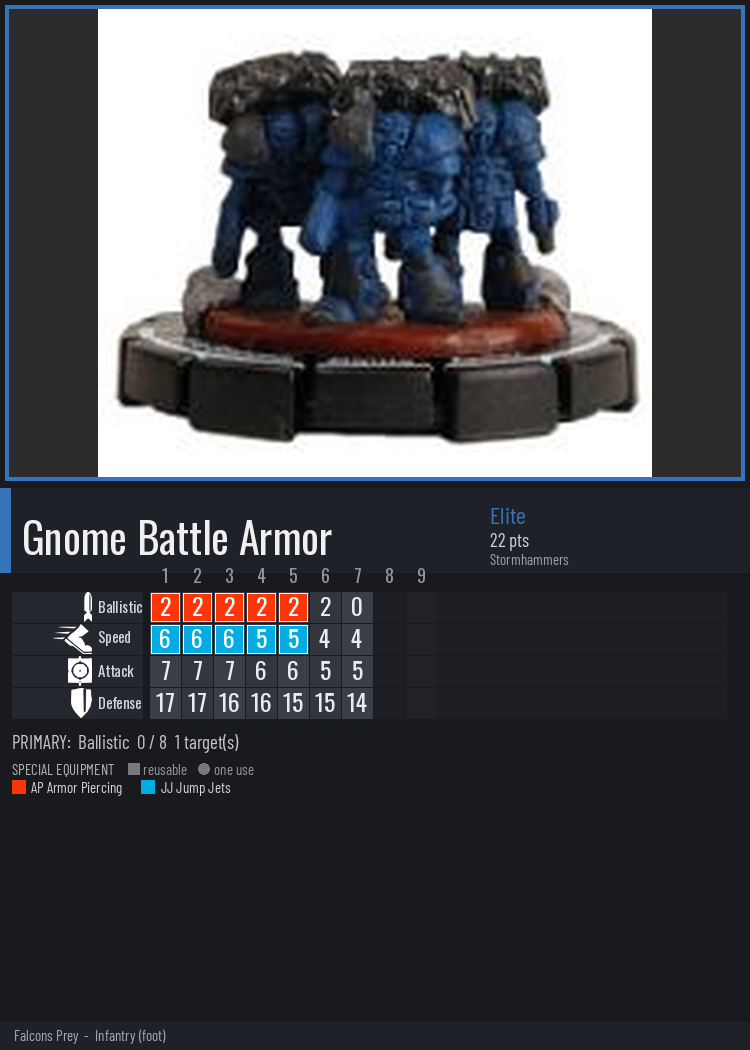 Gnome Battle Armor
Elite
22 pts
Stormhammers
1 2 3 4 5 6 7 8 9
Ballistic 2 2 2 2 2 2 0
Speed 6 6 6 5 5 4 4
Attack 7 7 7 6 6 5 5
Defense 17 17 16 16 15 15 14
PRIMARY: Ballistic 0 / 8 1 target(s)
SPECIAL EQUIPMENT reusable one use
AP Armor Piercing JJ Jump Jets
Falcons Prey - Infantry (foot)